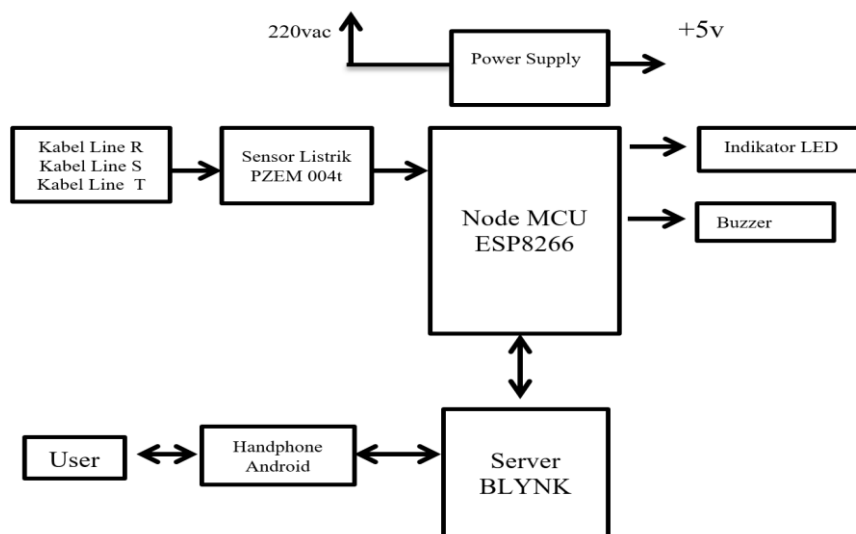 220vac
Power Supply
+5v
Kabel Line R
Kabel Line S
Kabel Line T
Sensor Listrik
PZEM 004t
Node MCU
ESP8266
Indikator LED
Buzzer
User
Handphone
Android
Server
BLYNK